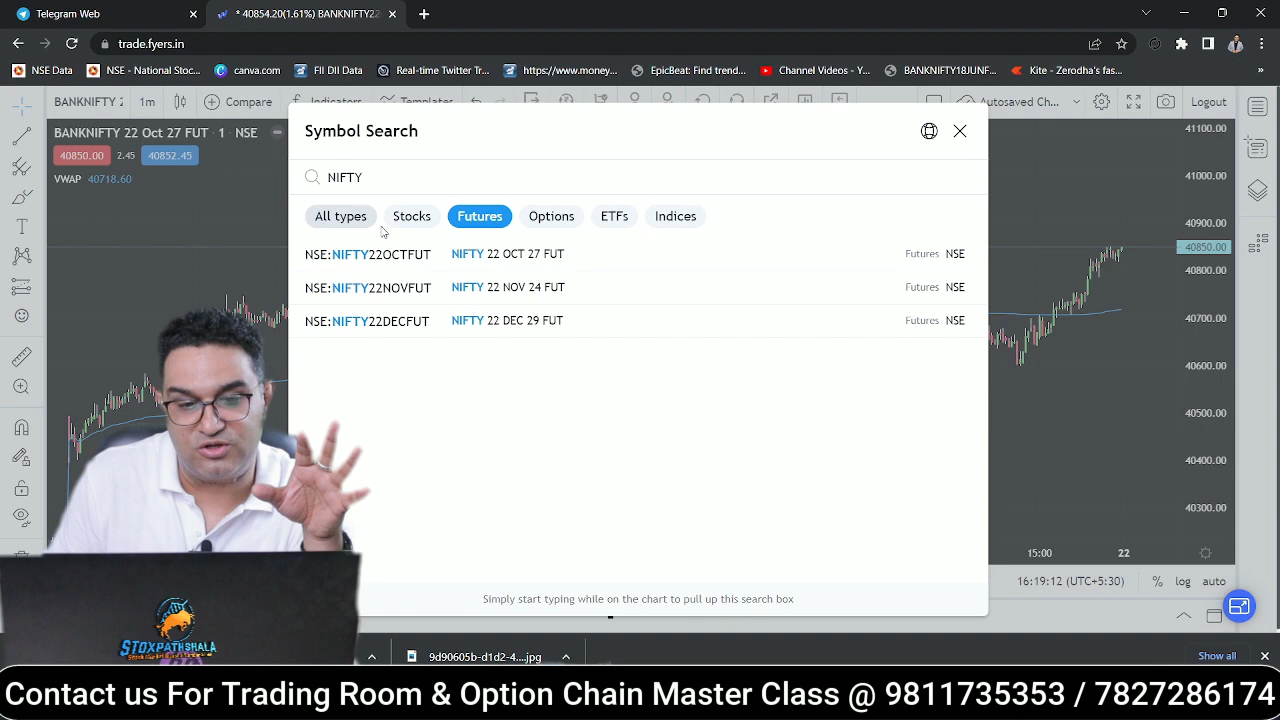 Telegram Web
* 40854.20(1.61%) BANKNIFTY22
trade.fyers.in
NSE Data
NSE - National Stoc...
canva.com
FII DII Data
Real-time Twitter Tr...
https://www.money...
EpicBeat: Find trend...
Channel Videos - Y...
BANKNIFTY18JUNF...
Kite - Zerodha's fas...
BANKNIFTY 2
1m
Compare
Indicators
Templates
Autosaved Ch...
Logout
BANKNIFTY 22 Oct 27 FUT · 1 · NSE
40850.00
2.45
40852.45
VWAP 40718.60
Symbol Search
NIFTY
All types
Stocks
Futures
Options
ETFs
Indices
NSE:NIFTY22OCTFUT NIFTY 22 OCT 27 FUT Futures NSE
NSE:NIFTY22NOVFUT NIFTY 22 NOV 24 FUT Futures NSE
NSE:NIFTY22DECFUT NIFTY 22 DEC 29 FUT Futures NSE
Simply start typing while on the chart to pull up this search box
41100.00
41000.00
40900.00
40850.00
40800.00
40700.00
40600.00
40500.00
40400.00
40300.00
15:00
22
16:19:12 (UTC+5:30)
%
log
auto
STOXPATHSHALA
9d90605b-d1d2-4....jpg
Show all
Contact us For Trading Room & Option Chain Master Class @ 9811735353 / 7827286174